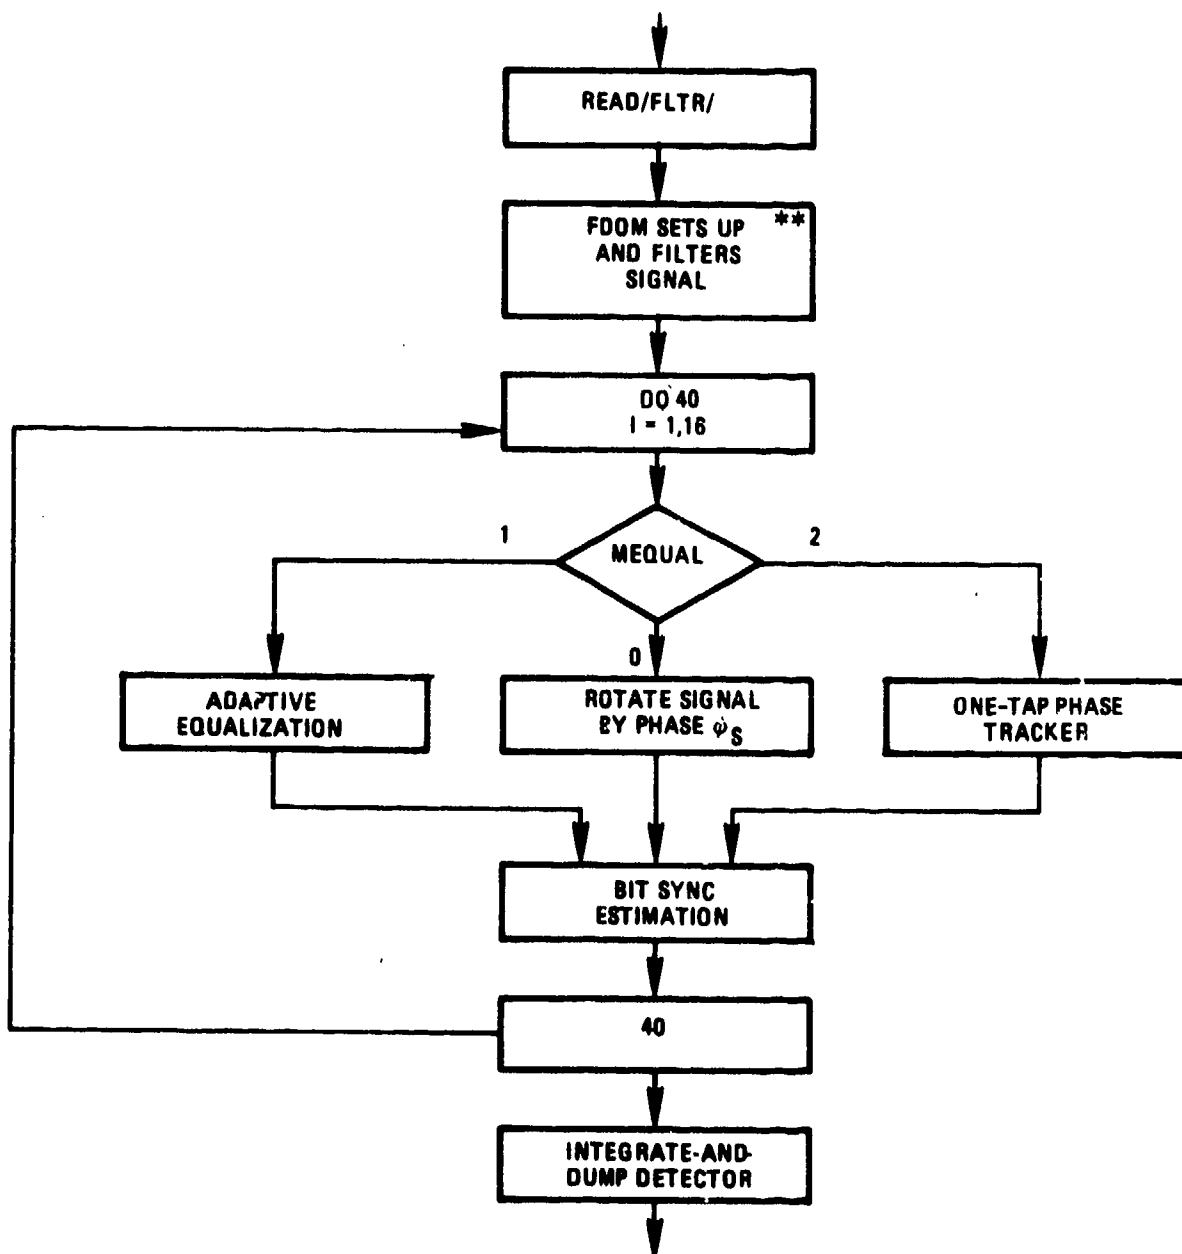 READ/FLTR/
FDOM SETS UP **
AND FILTERS
SIGNAL
DO 40
I = 1,16
1
MEQUAL
2
0
ADAPTIVE
EQUALIZATION
ROTATE SIGNAL
BY PHASE φS
ONE-TAP PHASE
TRACKER
BIT SYNC
ESTIMATION
40
INTEGRATE-AND-
DUMP DETECTOR